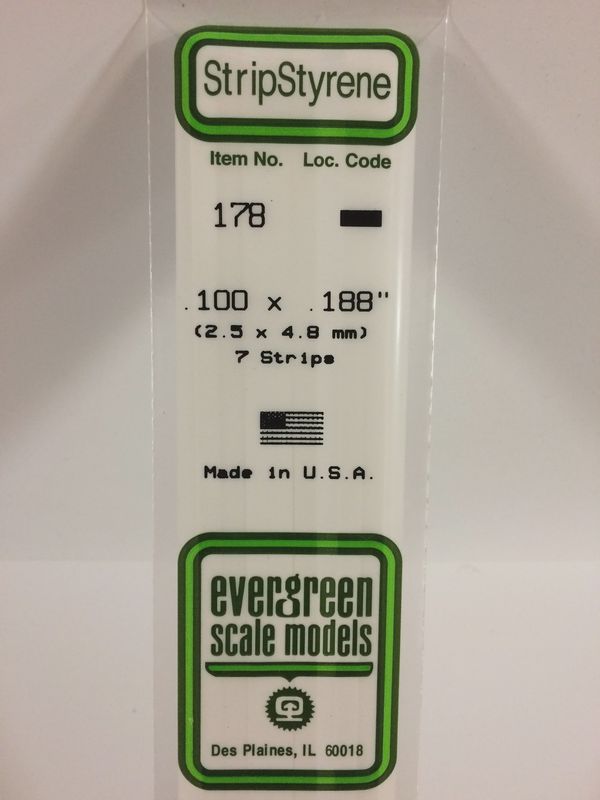 StripStyrene
Item No. Loc. Code
178
.100 x .188"
(2.5 x 4.8 mm)
7 Strips
Made in U.S.A.
evergreen
scale models
Des Plaines, IL 60018